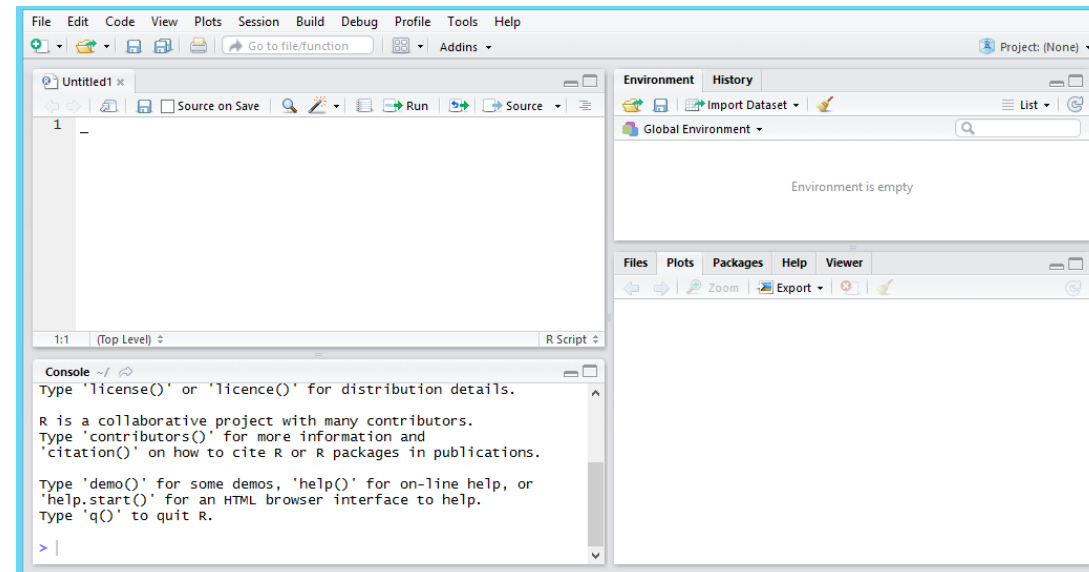 File Edit Code View Plots Session Build Debug Profile Tools Help
Go to file/function Addins Project: (None)
Untitled1
Source on Save Run Source
1
1:1 (Top Level) R Script
Console ~/
Type 'license()' or 'licence()' for distribution details.
R is a collaborative project with many contributors.
Type 'contributors()' for more information and
'citation()' on how to cite R or R packages in publications.
Type 'demo()' for some demos, 'help()' for on-line help, or
'help.start()' for an HTML browser interface to help.
Type 'q()' to quit R.
>
Environment History
Import Dataset List
Global Environment
Environment is empty
Files Plots Packages Help Viewer
Zoom Export